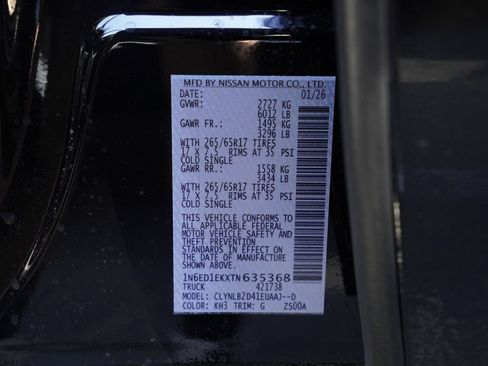 MFD BY NISSAN MOTOR CO., LTD.
DATE: 01/26
GVWR: 2727 KG
6012 LB
GAWR FR.: 1495 KG
3296 LB
WITH 265/65R17 TIRES
17 X 7.5 RIMS AT 35 PSI
COLD SINGLE
GAWR RR.: 1558 KG
3434 LB
WITH 265/65R17 TIRES
17 X 7.5 RIMS AT 35 PSI
COLD SINGLE
THIS VEHICLE CONFORMS TO
ALL APPLICABLE FEDERAL
MOTOR VEHICLE SAFETY AND
THEFT PREVENTION
STANDARDS IN EFFECT ON
THE DATE OF MANUFACTURE
SHOWN ABOVE.
1N6ED1EKXTN635368
TRUCK 421738
MODEL: CLYNLB2D41EUAAJ--D
COLOR: KH3 TRIM: G ZS00A